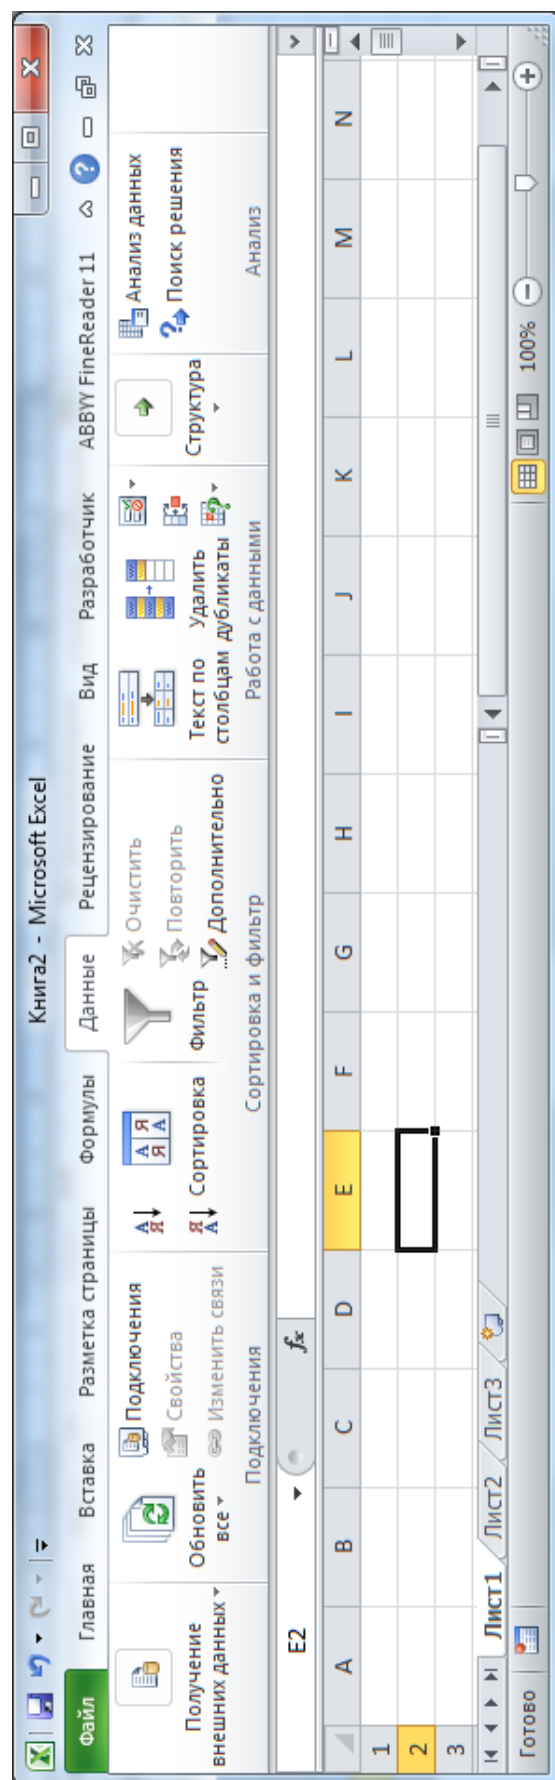 Книга2 - Microsoft Excel
Файл Главная Вставка Разметка страницы Формулы Данные Рецензирование Вид Разработчик ABBYY FineReader 11
Получение внешних данных
Обновить все
Подключения
Свойства
Изменить связи
Подключения
Сортировка
Фильтр
Очистить
Повторить
Дополнительно
Сортировка и фильтр
Текст по столбцам
Удалить дубликаты
Работа с данными
Структура
Анализ данных
Поиск решения
Анализ
E2 fx
A B C D E F G H I J K L M N
1
2
3
Лист1 Лист2 Лист3
Готово 100%